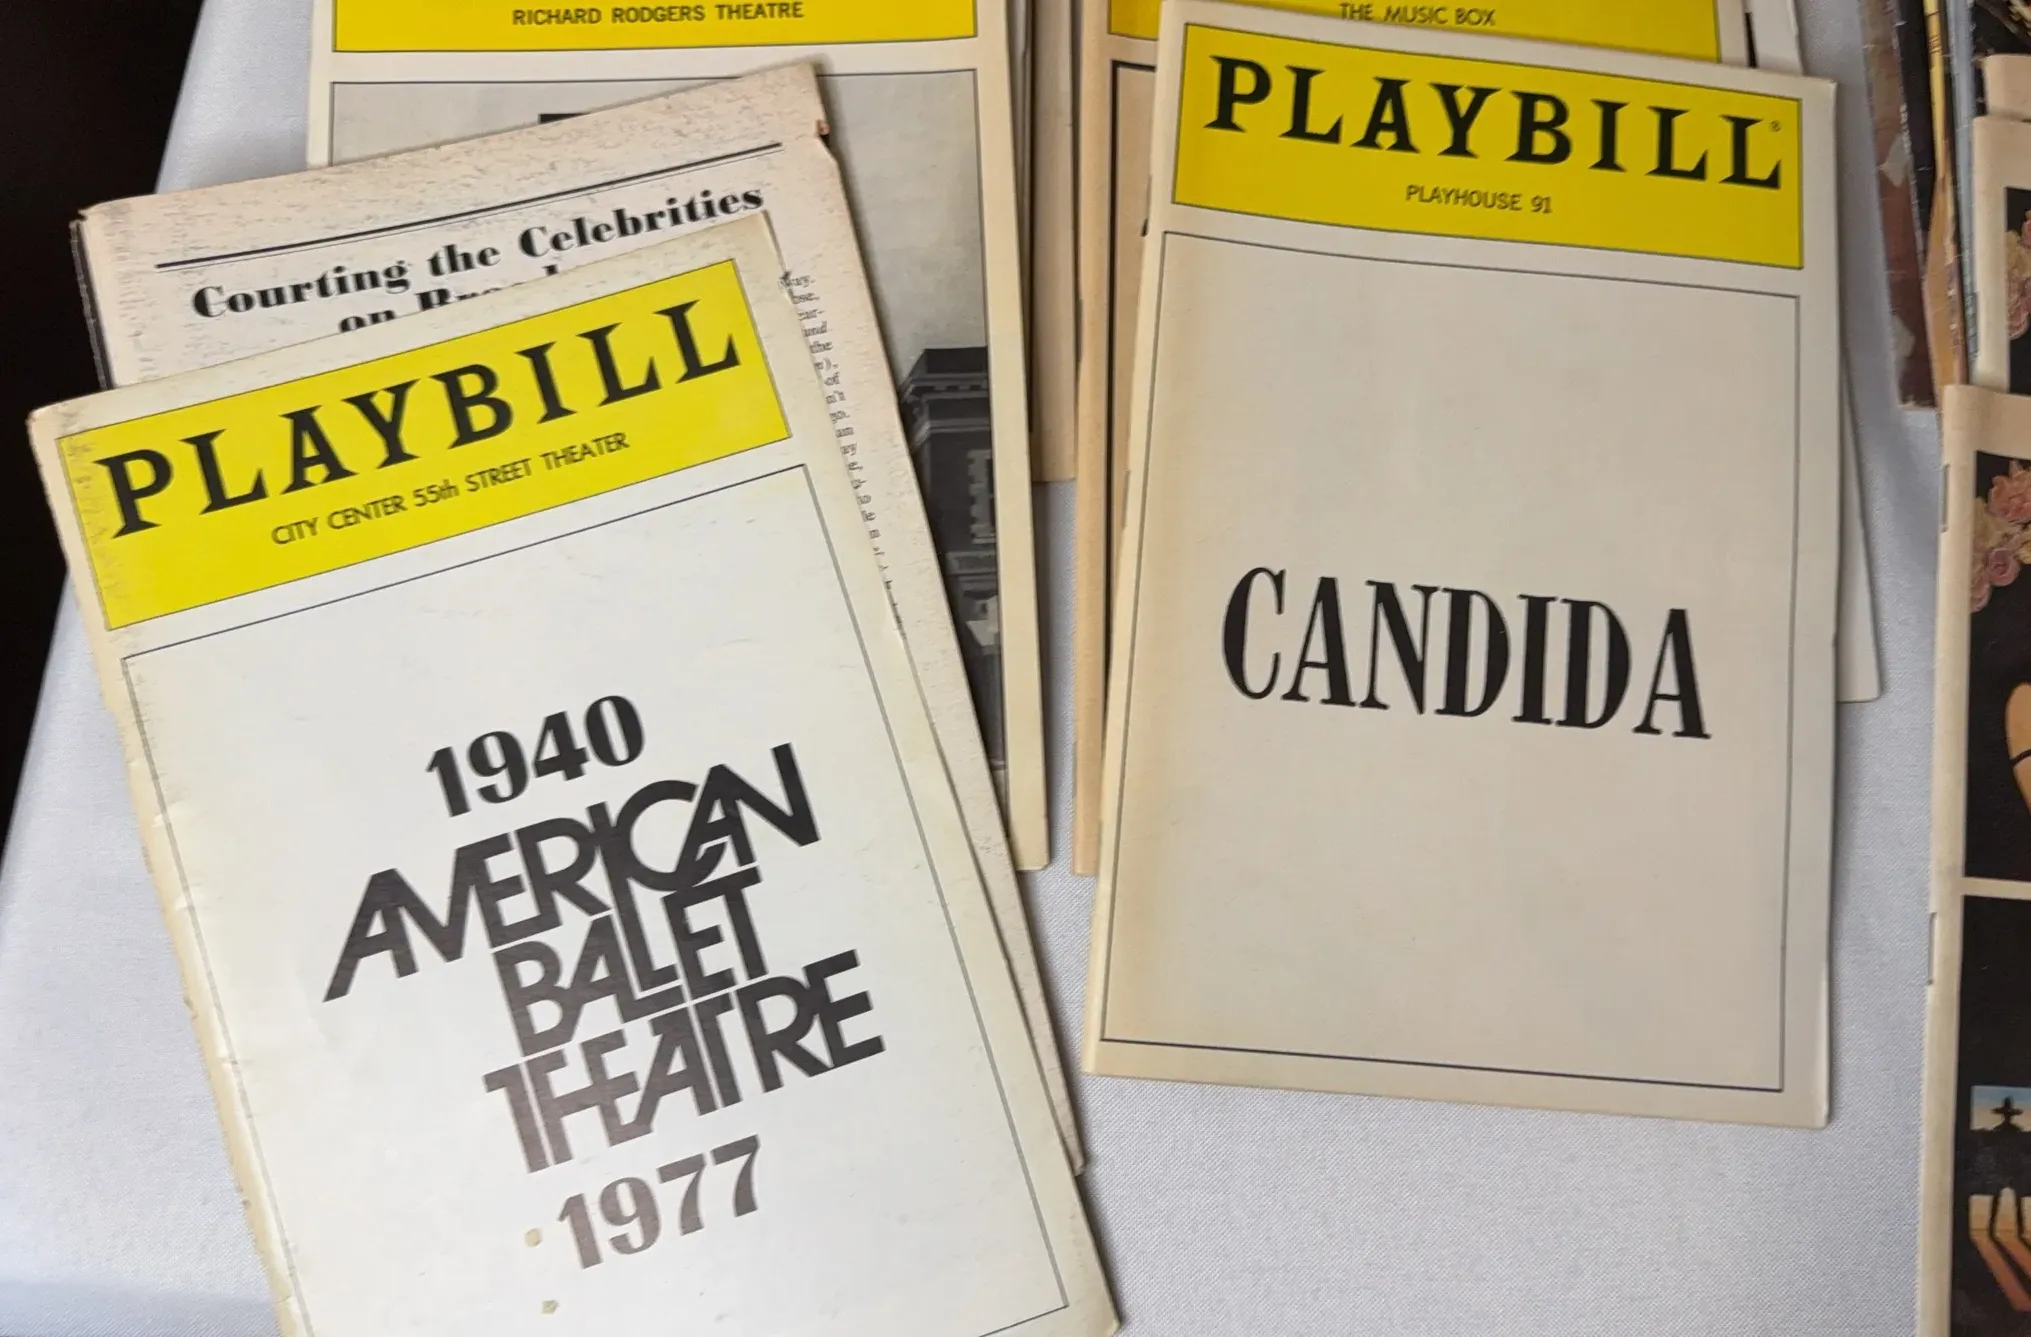 RICHARD RODGERS THEATRE
THE MUSIC BOX
Courting the Celebrities
on
PLAYBILL
CITY CENTER 55th STREET THEATER
1940
AMERICAN
BALLET
THEATRE
1977
PLAYBILL®
PLAYHOUSE 91
CANDIDA